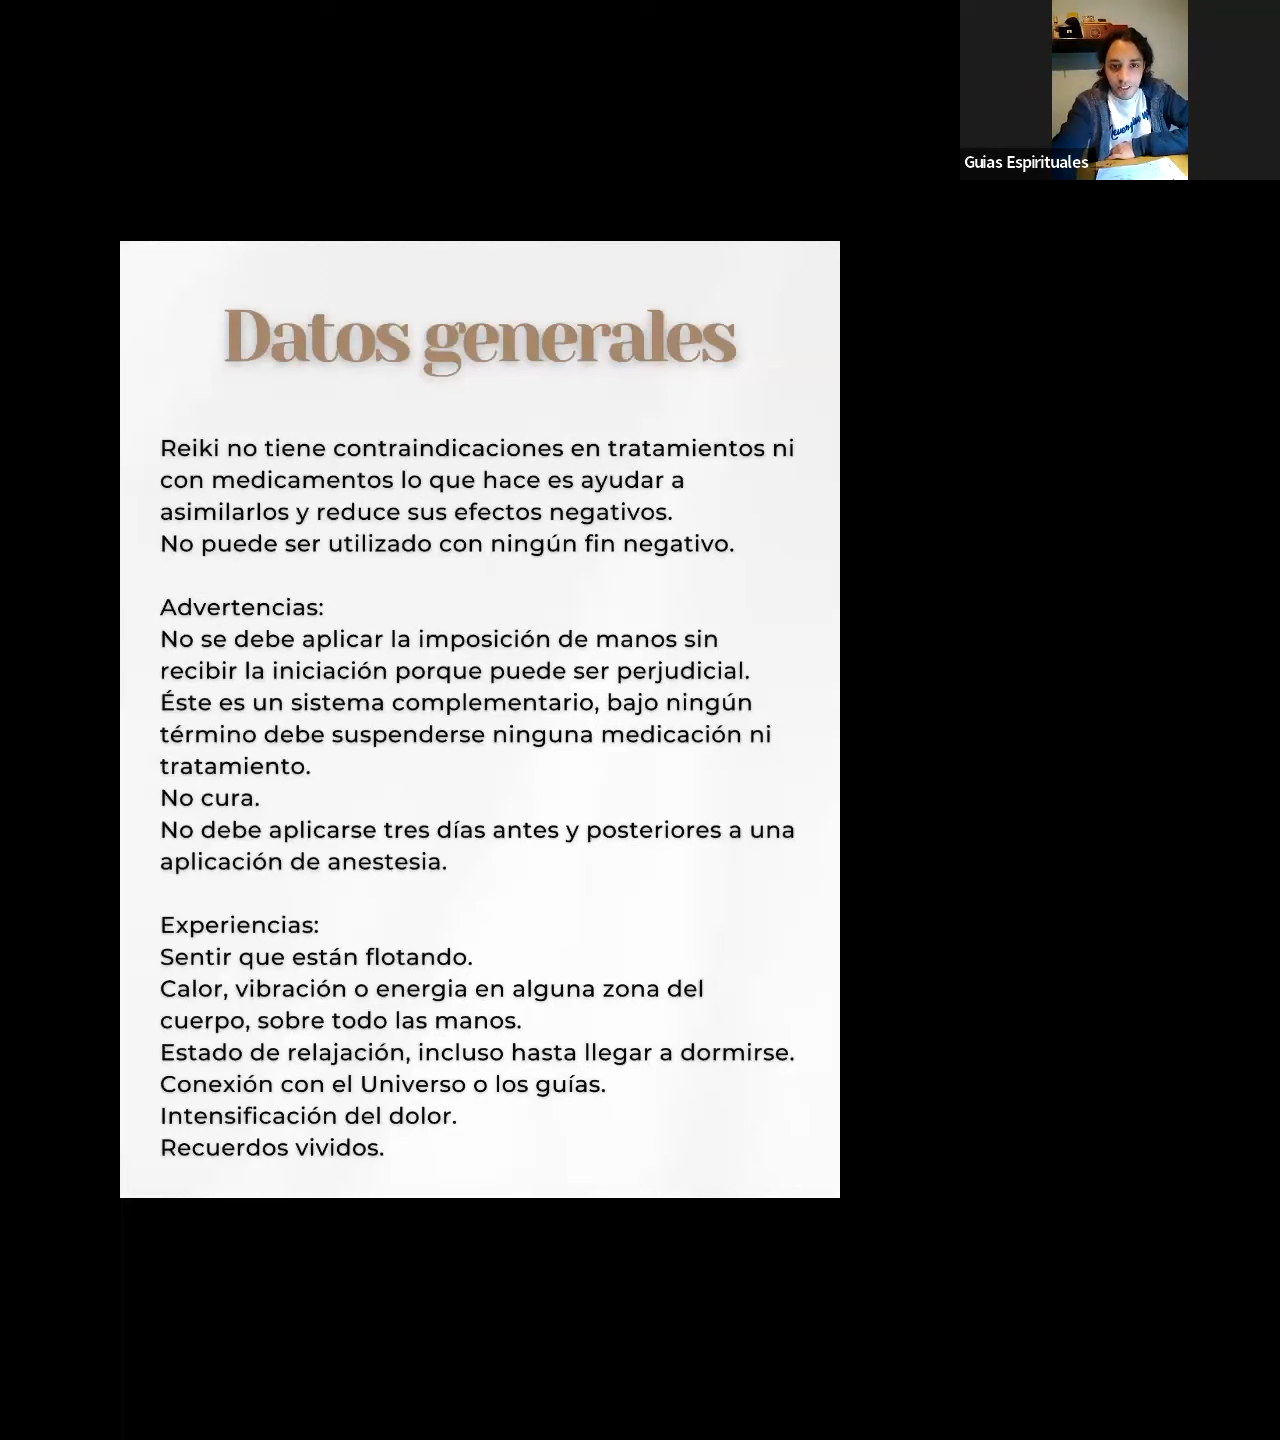 Guias Espirituales
Datos generales
Reiki no tiene contraindicaciones en tratamientos ni
con medicamentos lo que hace es ayudar a
asimilarlos y reduce sus efectos negativos.
No puede ser utilizado con ningún fin negativo.
Advertencias:
No se debe aplicar la imposición de manos sin
recibir la iniciación porque puede ser perjudicial.
Éste es un sistema complementario, bajo ningún
término debe suspenderse ninguna medicación ni
tratamiento.
No cura.
No debe aplicarse tres días antes y posteriores a una
aplicación de anestesia.
Experiencias:
Sentir que están flotando.
Calor, vibración o energia en alguna zona del
cuerpo, sobre todo las manos.
Estado de relajación, incluso hasta llegar a dormirse.
Conexión con el Universo o los guías.
Intensificación del dolor.
Recuerdos vividos.